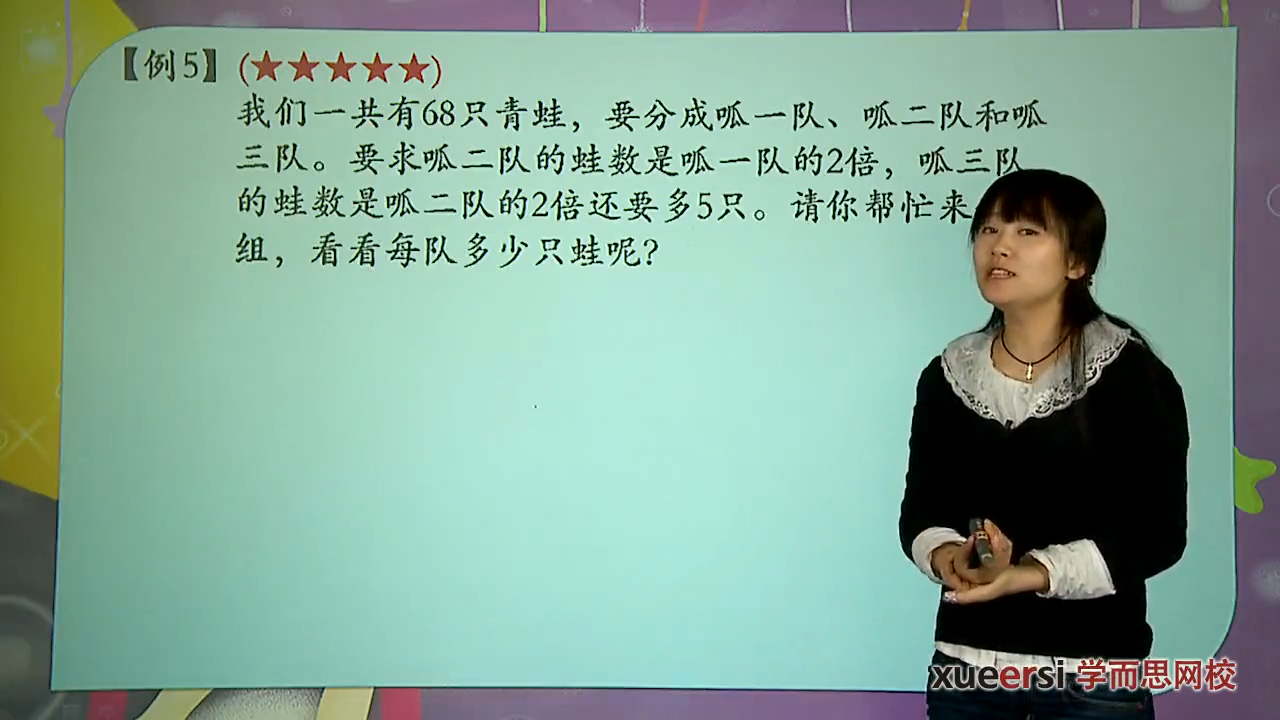 【例5】(★★★★★)
我们一共有68只青蛙，要分成呱一队、呱二队和呱
三队。要求呱二队的蛙数是呱一队的2倍，呱三队
的蛙数是呱二队的2倍还要多5只。请你帮忙来
组，看看每队多少只蛙呢？
xueersi 学而思网校